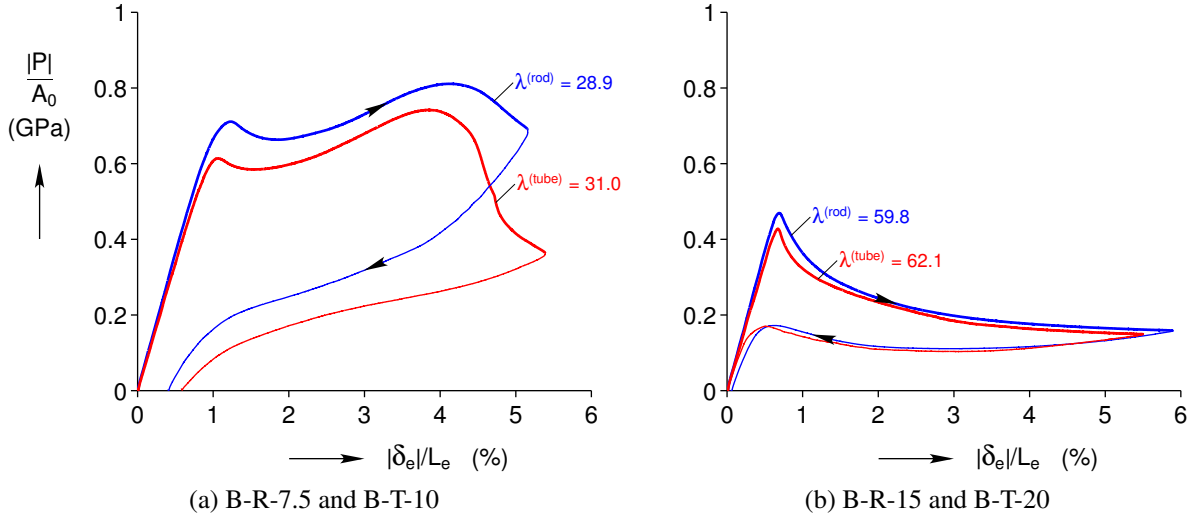 1
0.8
0.6
0.4
0.2
0
|P|
A₀
(GPa)
λ⁽ʳᵒᵈ⁾ = 28.9
λ⁽ᵗᵘᵇᵉ⁾ = 31.0
0 1 2 3 4 5 6
|δₑ|/Lₑ (%)
(a) B-R-7.5 and B-T-10
1
0.8
0.6
0.4
0.2
0
λ⁽ʳᵒᵈ⁾ = 59.8
λ⁽ᵗᵘᵇᵉ⁾ = 62.1
0 1 2 3 4 5 6
|δₑ|/Lₑ (%)
(b) B-R-15 and B-T-20